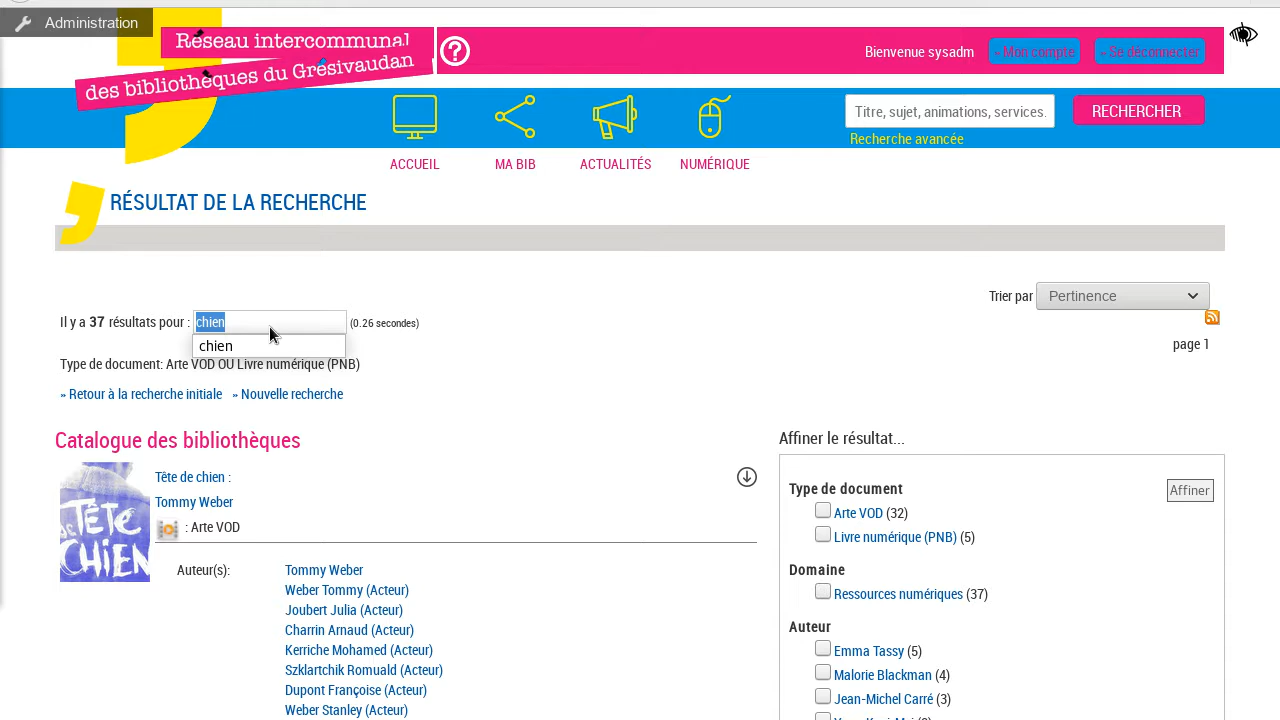 Administration
Réseau intercommunal
des bibliothèques du Grésivaudan
?
Bienvenue sysadm
» Mon compte
» Se déconnecter
Titre, sujet, animations, services.
RECHERCHER
Recherche avancée
ACCUEIL
MA BIB
ACTUALITÉS
NUMÉRIQUE
RÉSULTAT DE LA RECHERCHE
Trier par Pertinence
Il y a 37 résultats pour : chien (0.26 secondes)
chien
page 1
Type de document: Arte VOD OU Livre numérique (PNB)
» Retour à la recherche initiale » Nouvelle recherche
Catalogue des bibliothèques
TÊTE
DE
CHIEN
Tête de chien :
Tommy Weber
: Arte VOD
Auteur(s): Tommy Weber
Weber Tommy (Acteur)
Joubert Julia (Acteur)
Charrin Arnaud (Acteur)
Kerriche Mohamed (Acteur)
Szklartchik Romuald (Acteur)
Dupont Françoise (Acteur)
Weber Stanley (Acteur)
Affiner le résultat...
Type de document
Affiner
Arte VOD (32)
Livre numérique (PNB) (5)
Domaine
Ressources numériques (37)
Auteur
Emma Tassy (5)
Malorie Blackman (4)
Jean-Michel Carré (3)